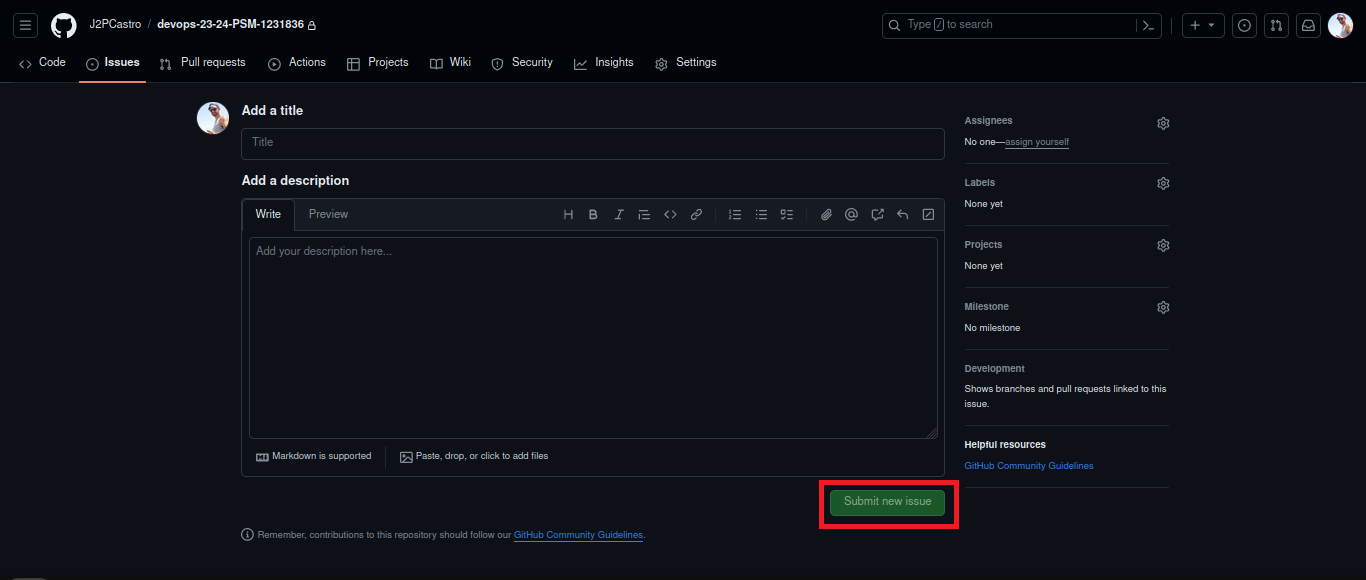 J2PCastro / devops-23-24-PSM-1231836
Type / to search
Code Issues Pull requests Actions Projects Wiki Security Insights Settings
Add a title
Title
Add a description
Write Preview
Add your description here...
Markdown is supported
Paste, drop, or click to add files
Submit new issue
Remember, contributions to this repository should follow our GitHub Community Guidelines.
Assignees
No one—assign yourself
Labels
None yet
Projects
None yet
Milestone
No milestone
Development
Shows branches and pull requests linked to this
issue.
Helpful resources
GitHub Community Guidelines